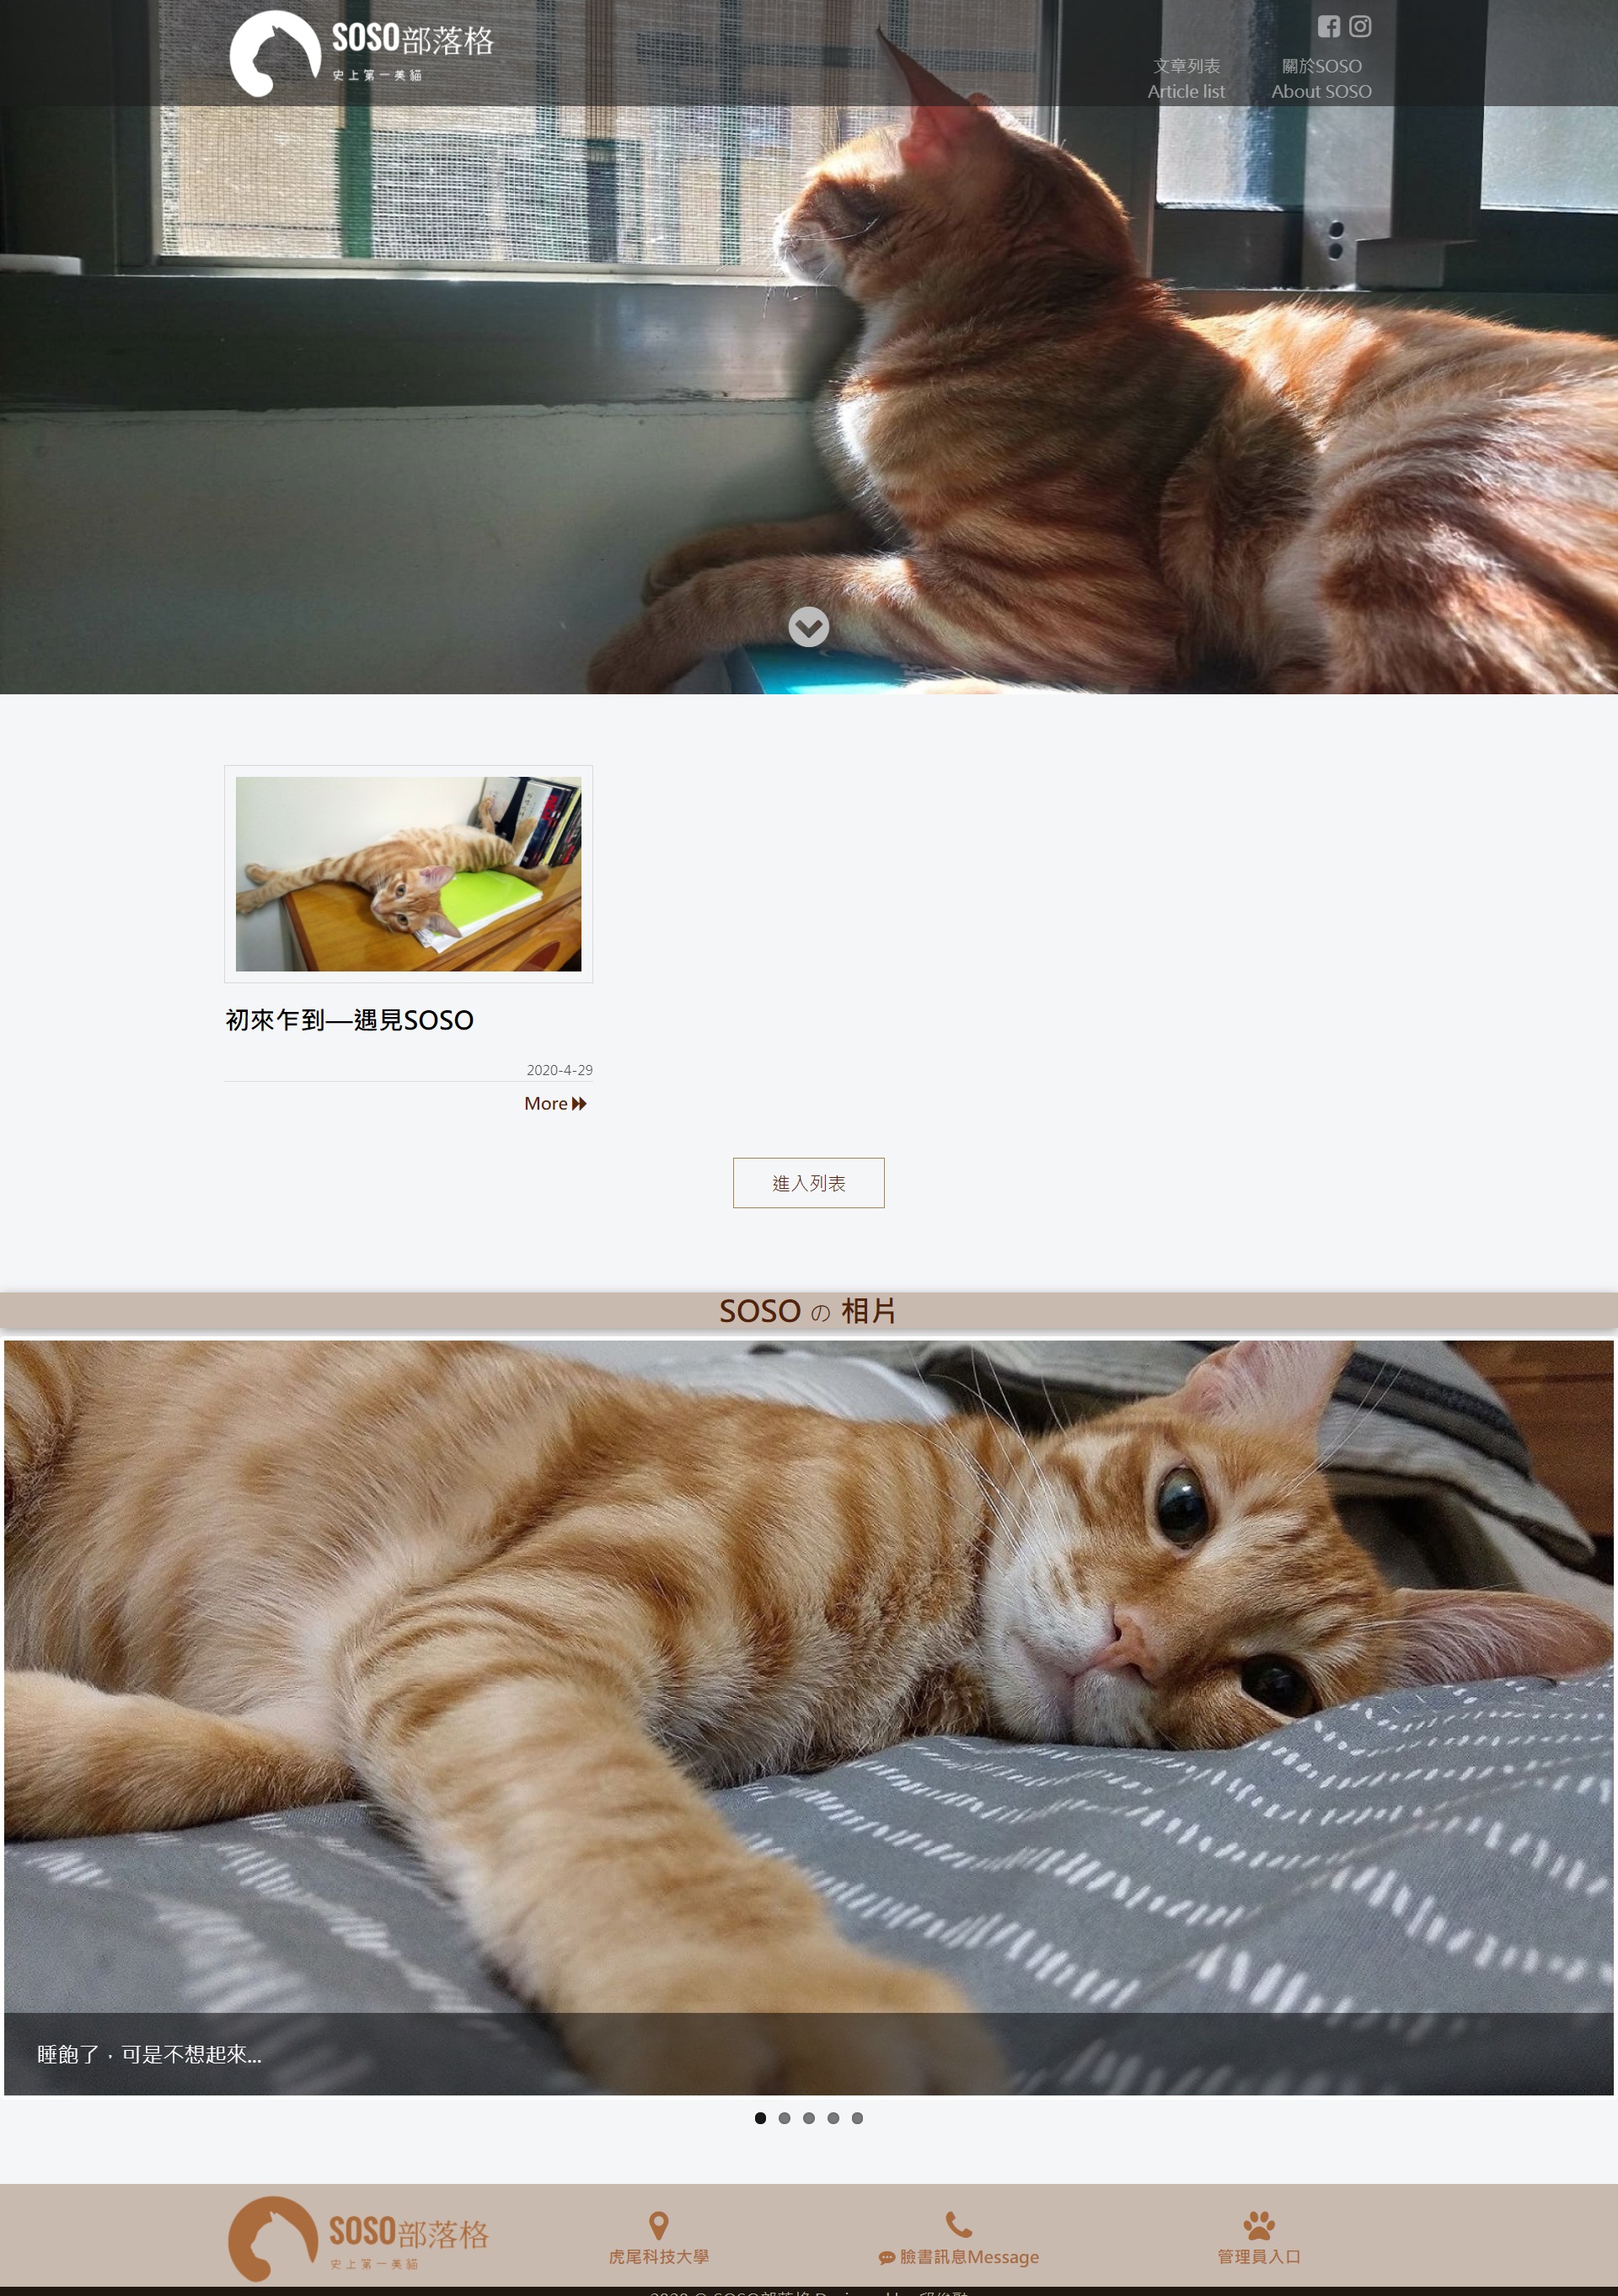 SOSO部落格
史上第一美貓
文章列表
Article list
關於SOSO
About SOSO
初來乍到—遇見SOSO
2020-4-29
More
進入列表
SOSO の 相片
睡飽了，可是不想起來...
SOSO部落格
史上第一美貓
虎尾科技大學
臉書訊息Message
管理員入口